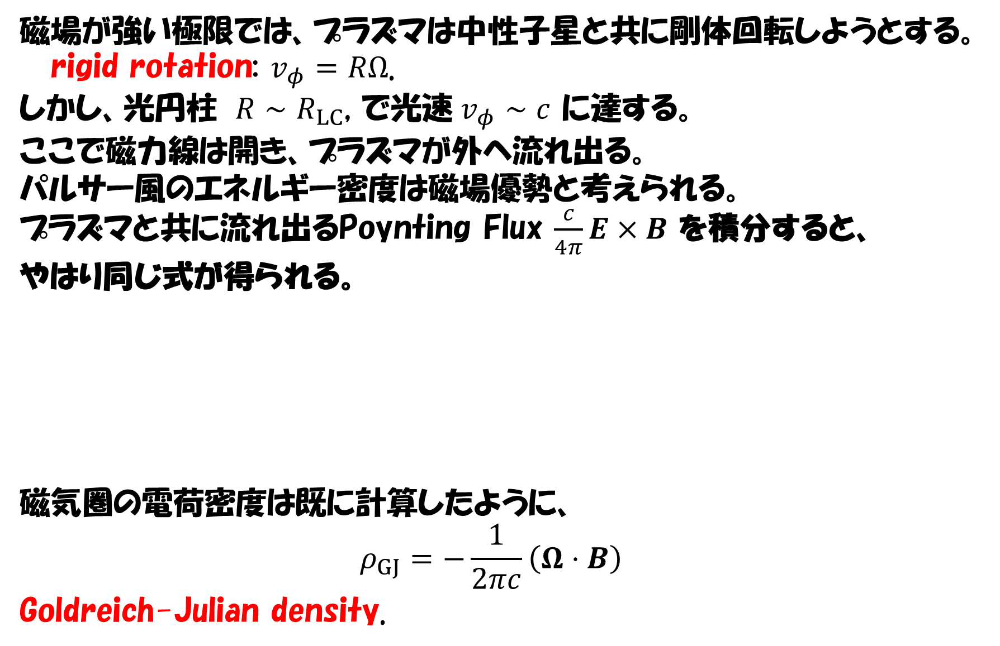 磁場が強い極限では、プラズマは中性子星と共に剛体回転しようとする。
rigid rotation: $v_\phi = R\Omega$.
しかし、光円柱 $R \sim R_{\mathrm{LC}}$, で光速 $v_\phi \sim c$ に達する。
ここで磁力線は開き、プラズマが外へ流れ出る。
パルサー風のエネルギー密度は磁場優勢と考えられる。
プラズマと共に流れ出るPoynting Flux $\frac{c}{4\pi}\boldsymbol{E} \times \boldsymbol{B}$ を積分すると、
やはり同じ式が得られる。
磁気圏の電荷密度は既に計算したように、
$\rho_{\mathrm{GJ}} = -\frac{1}{2\pi c}(\boldsymbol{\Omega} \cdot \boldsymbol{B})$
Goldreich-Julian density.